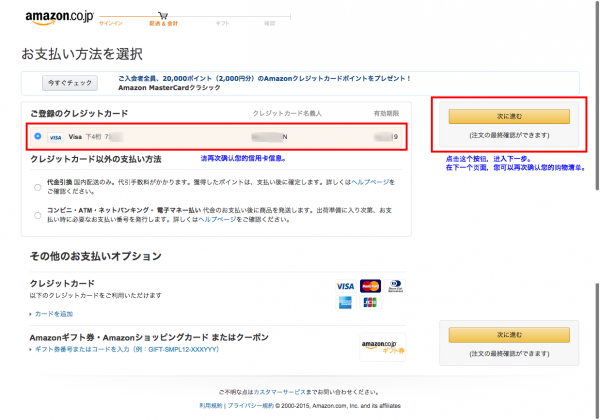 amazon.co.jp
サインイン 配送 & 会計 ギフト 確認
お支払い方法を選択
今すぐチェック
ご入会者全員、20,000ポイント（2,000円分）のAmazonクレジットカードポイントをプレゼント！
Amazon MasterCardクラシック
ご登録のクレジットカード クレジットカード名義人 有効期限
VISA Visa 下4桁
クレジットカード以外の支払い方法
请再次确认您的信用卡信息。
代金引換 国内配送のみ。代引手数料がかかります。獲得したポイントは、支払い後に確定します。詳しくはヘルプページを
ご確認ください。
コンビニ・ATM・ネットバンキング・電子マネー払い 代金のお支払い後に商品を発送します。出荷準備に入り次第、お支
払い時に必要なお支払い番号を発行します。詳しくはヘルプページをご確認ください。
次に進む
(注文の最終確認ができます)
点击这个按钮，进入下一步。
在下一个页面，您可以再次确认您的购物清单。
その他のお支払いオプション
クレジットカード
以下のクレジットカードをご利用いただけます
カードを追加
VISA MasterCard
JCB
Amazonギフト券・Amazonショッピングカード またはクーポン
ギフト券番号またはコードを入力（例：GIFT-SMPL12-XXXYYY）
amazon.co.jp
ギフト券
次に進む
(注文の最終確認ができます)
ご不明な点はカスタマーサービスまでお問い合わせください。
利用規約 | プライバシー規約 © 2000-2015, Amazon.com, Inc. and its affiliates